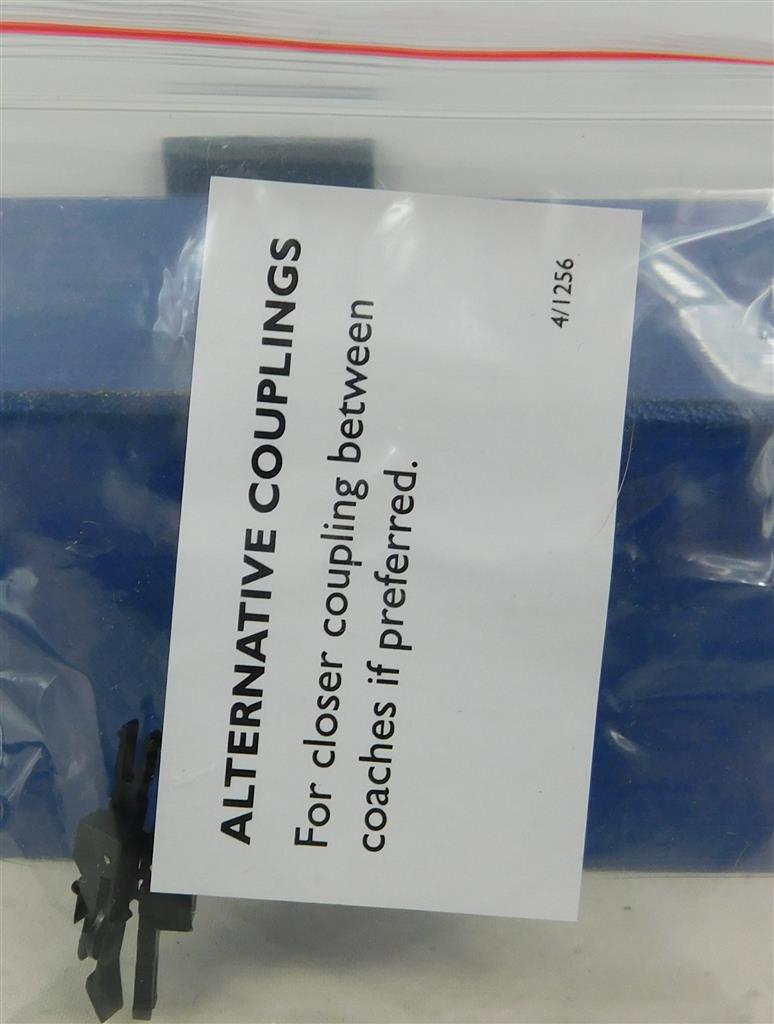 ALTERNATIVE COUPLINGS
For closer coupling between
coaches if preferred.
4/1256